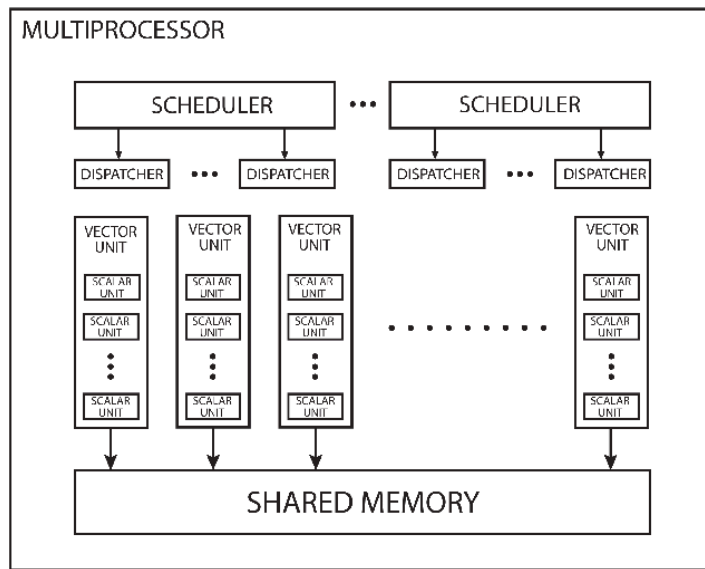 MULTIPROCESSOR
SCHEDULER ••• SCHEDULER
DISPATCHER ••• DISPATCHER DISPATCHER ••• DISPATCHER
VECTOR UNIT
SCALAR UNIT
SCALAR UNIT
SCALAR UNIT
VECTOR UNIT
SCALAR UNIT
SCALAR UNIT
SCALAR UNIT
VECTOR UNIT
SCALAR UNIT
SCALAR UNIT
SCALAR UNIT
VECTOR UNIT
SCALAR UNIT
SCALAR UNIT
SCALAR UNIT
SHARED MEMORY